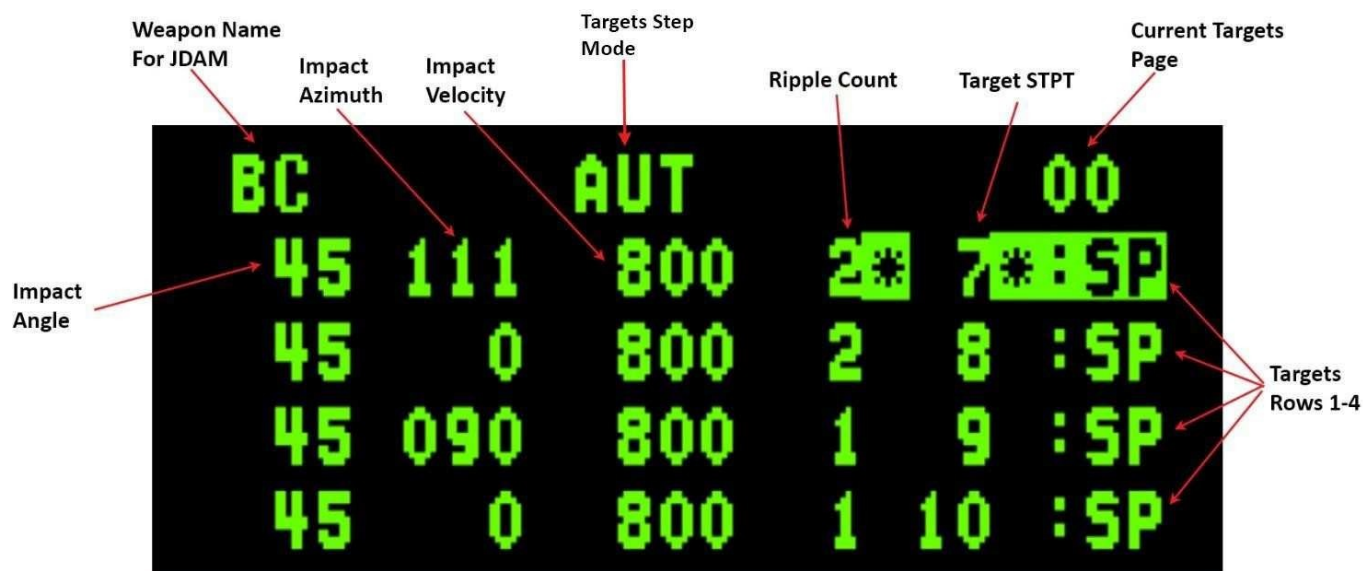 Weapon Name
For JDAM
Impact
Azimuth
Impact
Velocity
Targets Step
Mode
Ripple Count
Target STPT
Current Targets
Page
BC AUT 00
45 111 800 2* 7* :SP
45 0 800 2 8 :SP
45 090 800 1 9 :SP
45 0 800 1 10 :SP
Impact
Angle
Targets
Rows 1-4